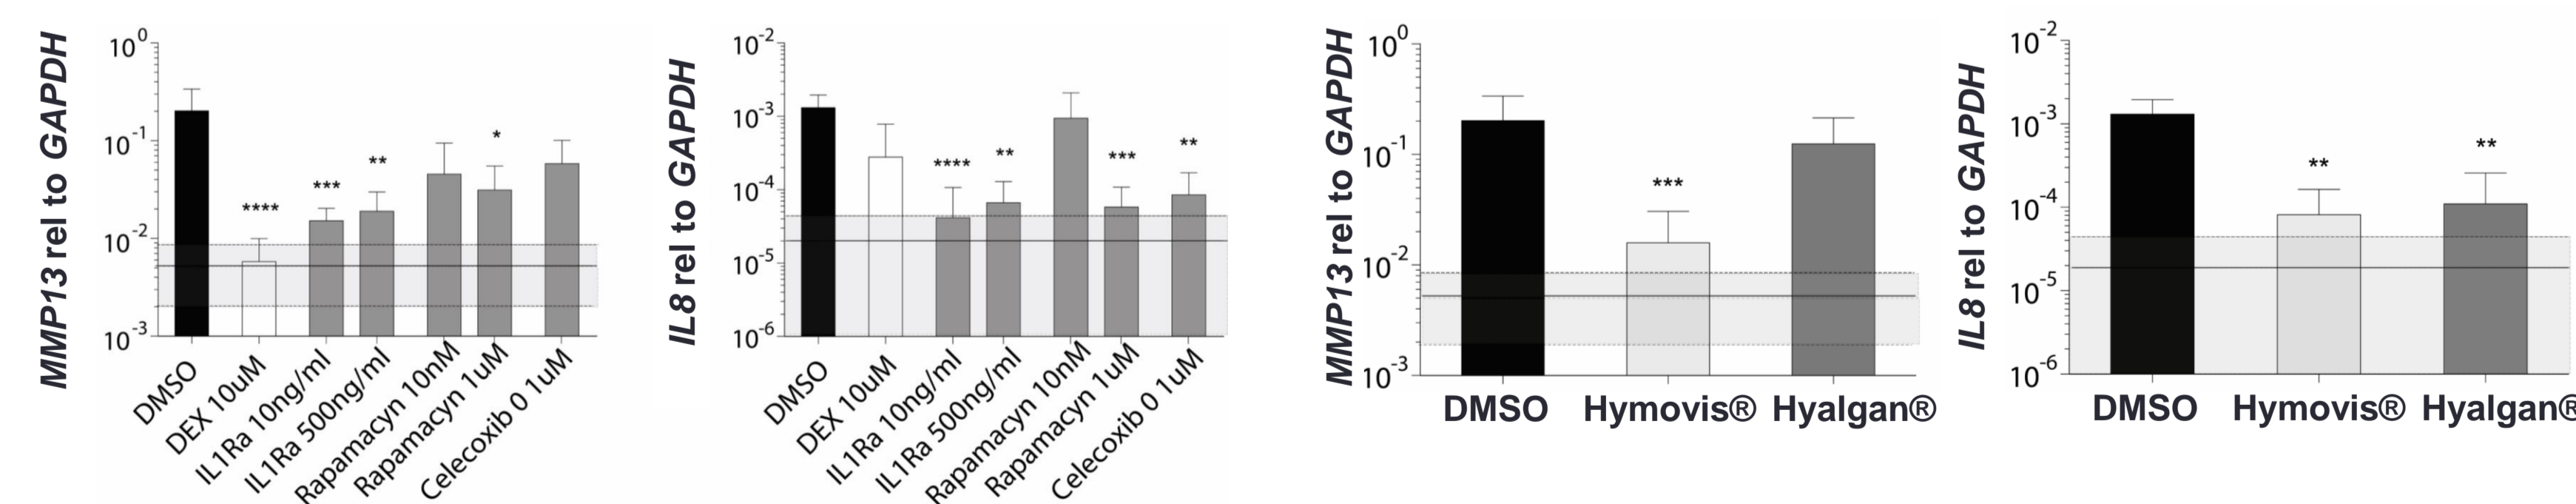 MMP13 rel to GAPDH
10^0
10^-1
10^-2
10^-3
****
***
**
*
DMSO
DEX 10uM
IL1Ra 10ng/ml
IL1Ra 500ng/ml
Rapamacyn 10nM
Rapamacyn 1uM
Celecoxib 0 1uM
IL8 rel to GAPDH
10^-2
10^-3
10^-4
10^-5
10^-6
****
**
***
**
DMSO
DEX 10uM
IL1Ra 10ng/ml
IL1Ra 500ng/ml
Rapamacyn 10nM
Rapamacyn 1uM
Celecoxib 0 1uM
MMP13 rel to GAPDH
10^0
10^-1
10^-2
10^-3
***
DMSO
Hymovis®
Hyalgan®
IL8 rel to GAPDH
10^-2
10^-3
10^-4
10^-5
10^-6
**
**
DMSO
Hymovis®
Hyalgan®